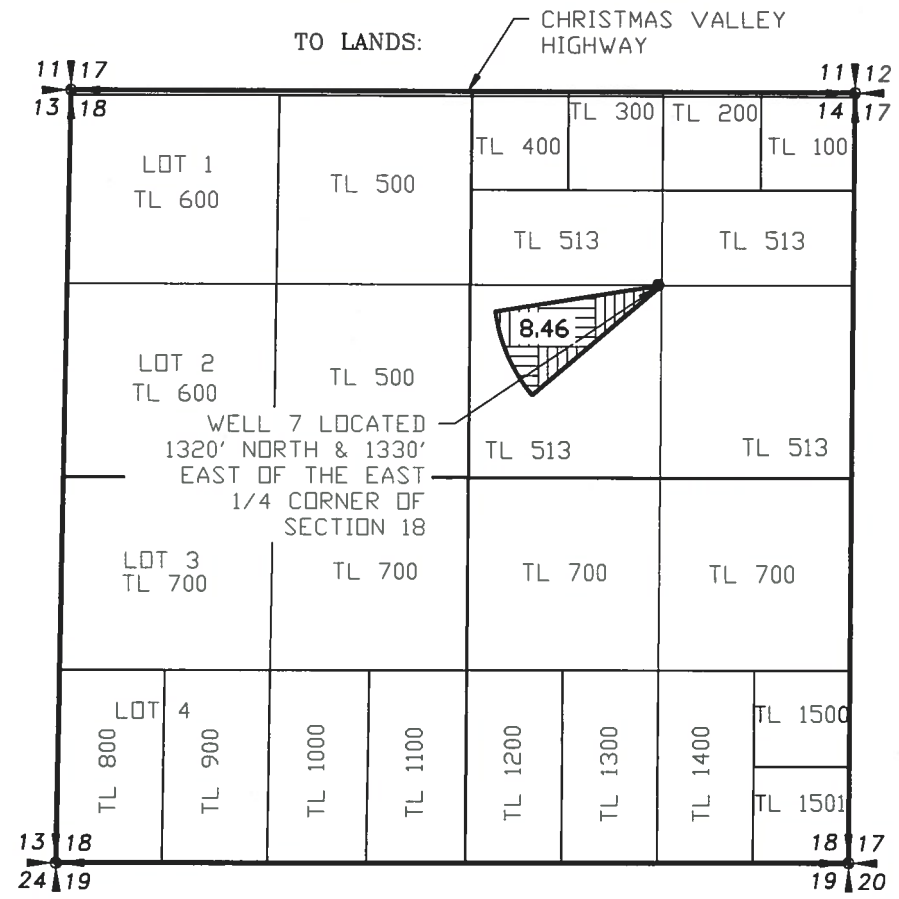 CHRISTMAS VALLEY
HIGHWAY
TO LANDS:
11 17
13 18
11 12
14 17
LOT 1
TL 600
TL 500
TL 400
TL 300
TL 200
TL 100
TL 513
TL 513
8.46
LOT 2
TL 600
TL 500
WELL 7 LOCATED
1320' NORTH & 1330'
EAST OF THE EAST
1/4 CORNER OF
SECTION 18
TL 513
TL 513
LOT 3
TL 700
TL 700
TL 700
TL 700
LOT 4
TL 800
TL 900
TL 1000
TL 1100
TL 1200
TL 1300
TL 1400
TL 1500
TL 1501
13 18
24 19
18 17
19 20